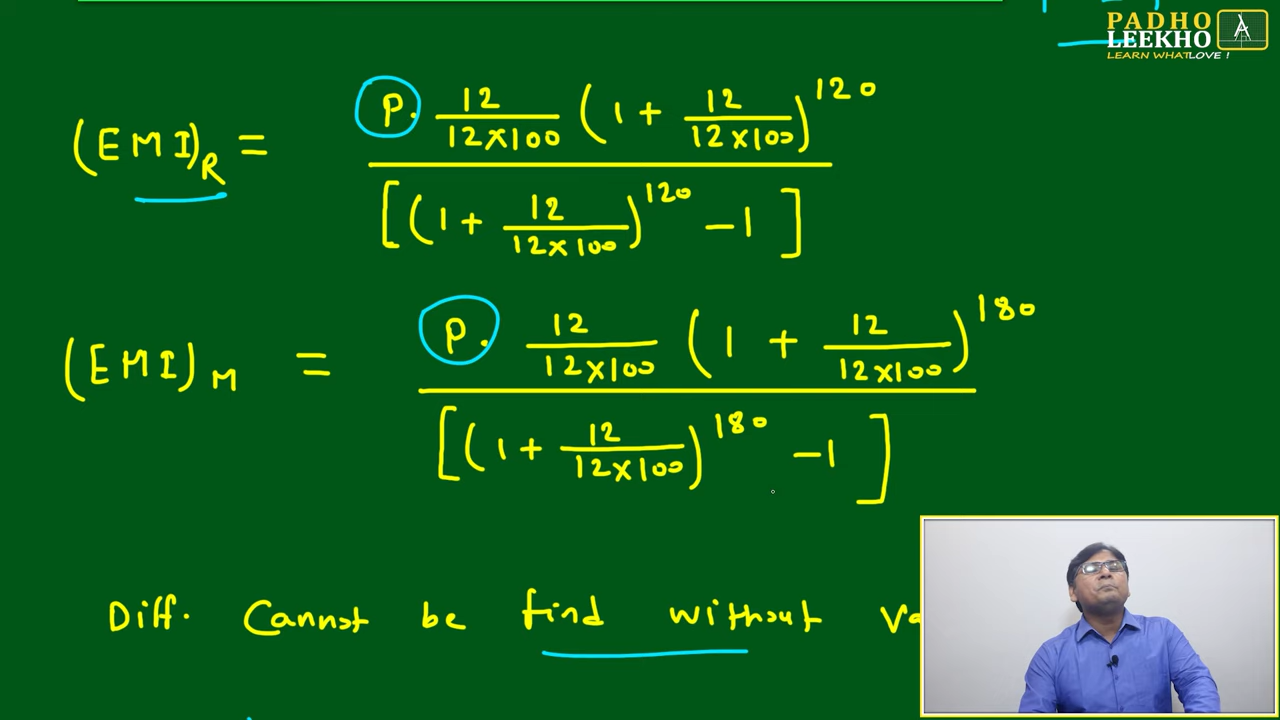 PADHO
LEEKHO
LEARN WHAT LOVE !
(EMI)R = P. 12/(12×100) (1 + 12/(12×100))^120
[(1 + 12/(12×100))^120 - 1]
(EMI)M = P. 12/(12×100) (1 + 12/(12×100))^180
[(1 + 12/(12×100))^180 - 1]
Diff. Cannot be find without